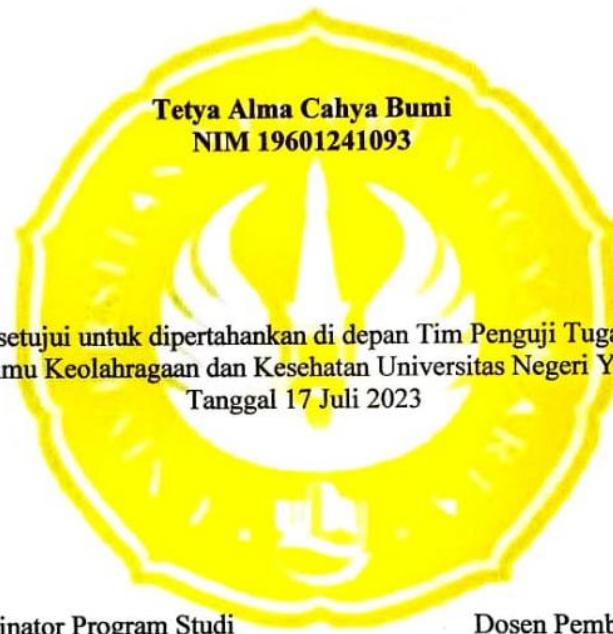 Tetya Alma Cahya Bumi
NIM 19601241093
setujui untuk dipertahankan di depan Tim Penguji Tuga
mu Keolahragaan dan Kesehatan Universitas Negeri Y
Tanggal 17 Juli 2023
inator Program Studi Dosen Pemb